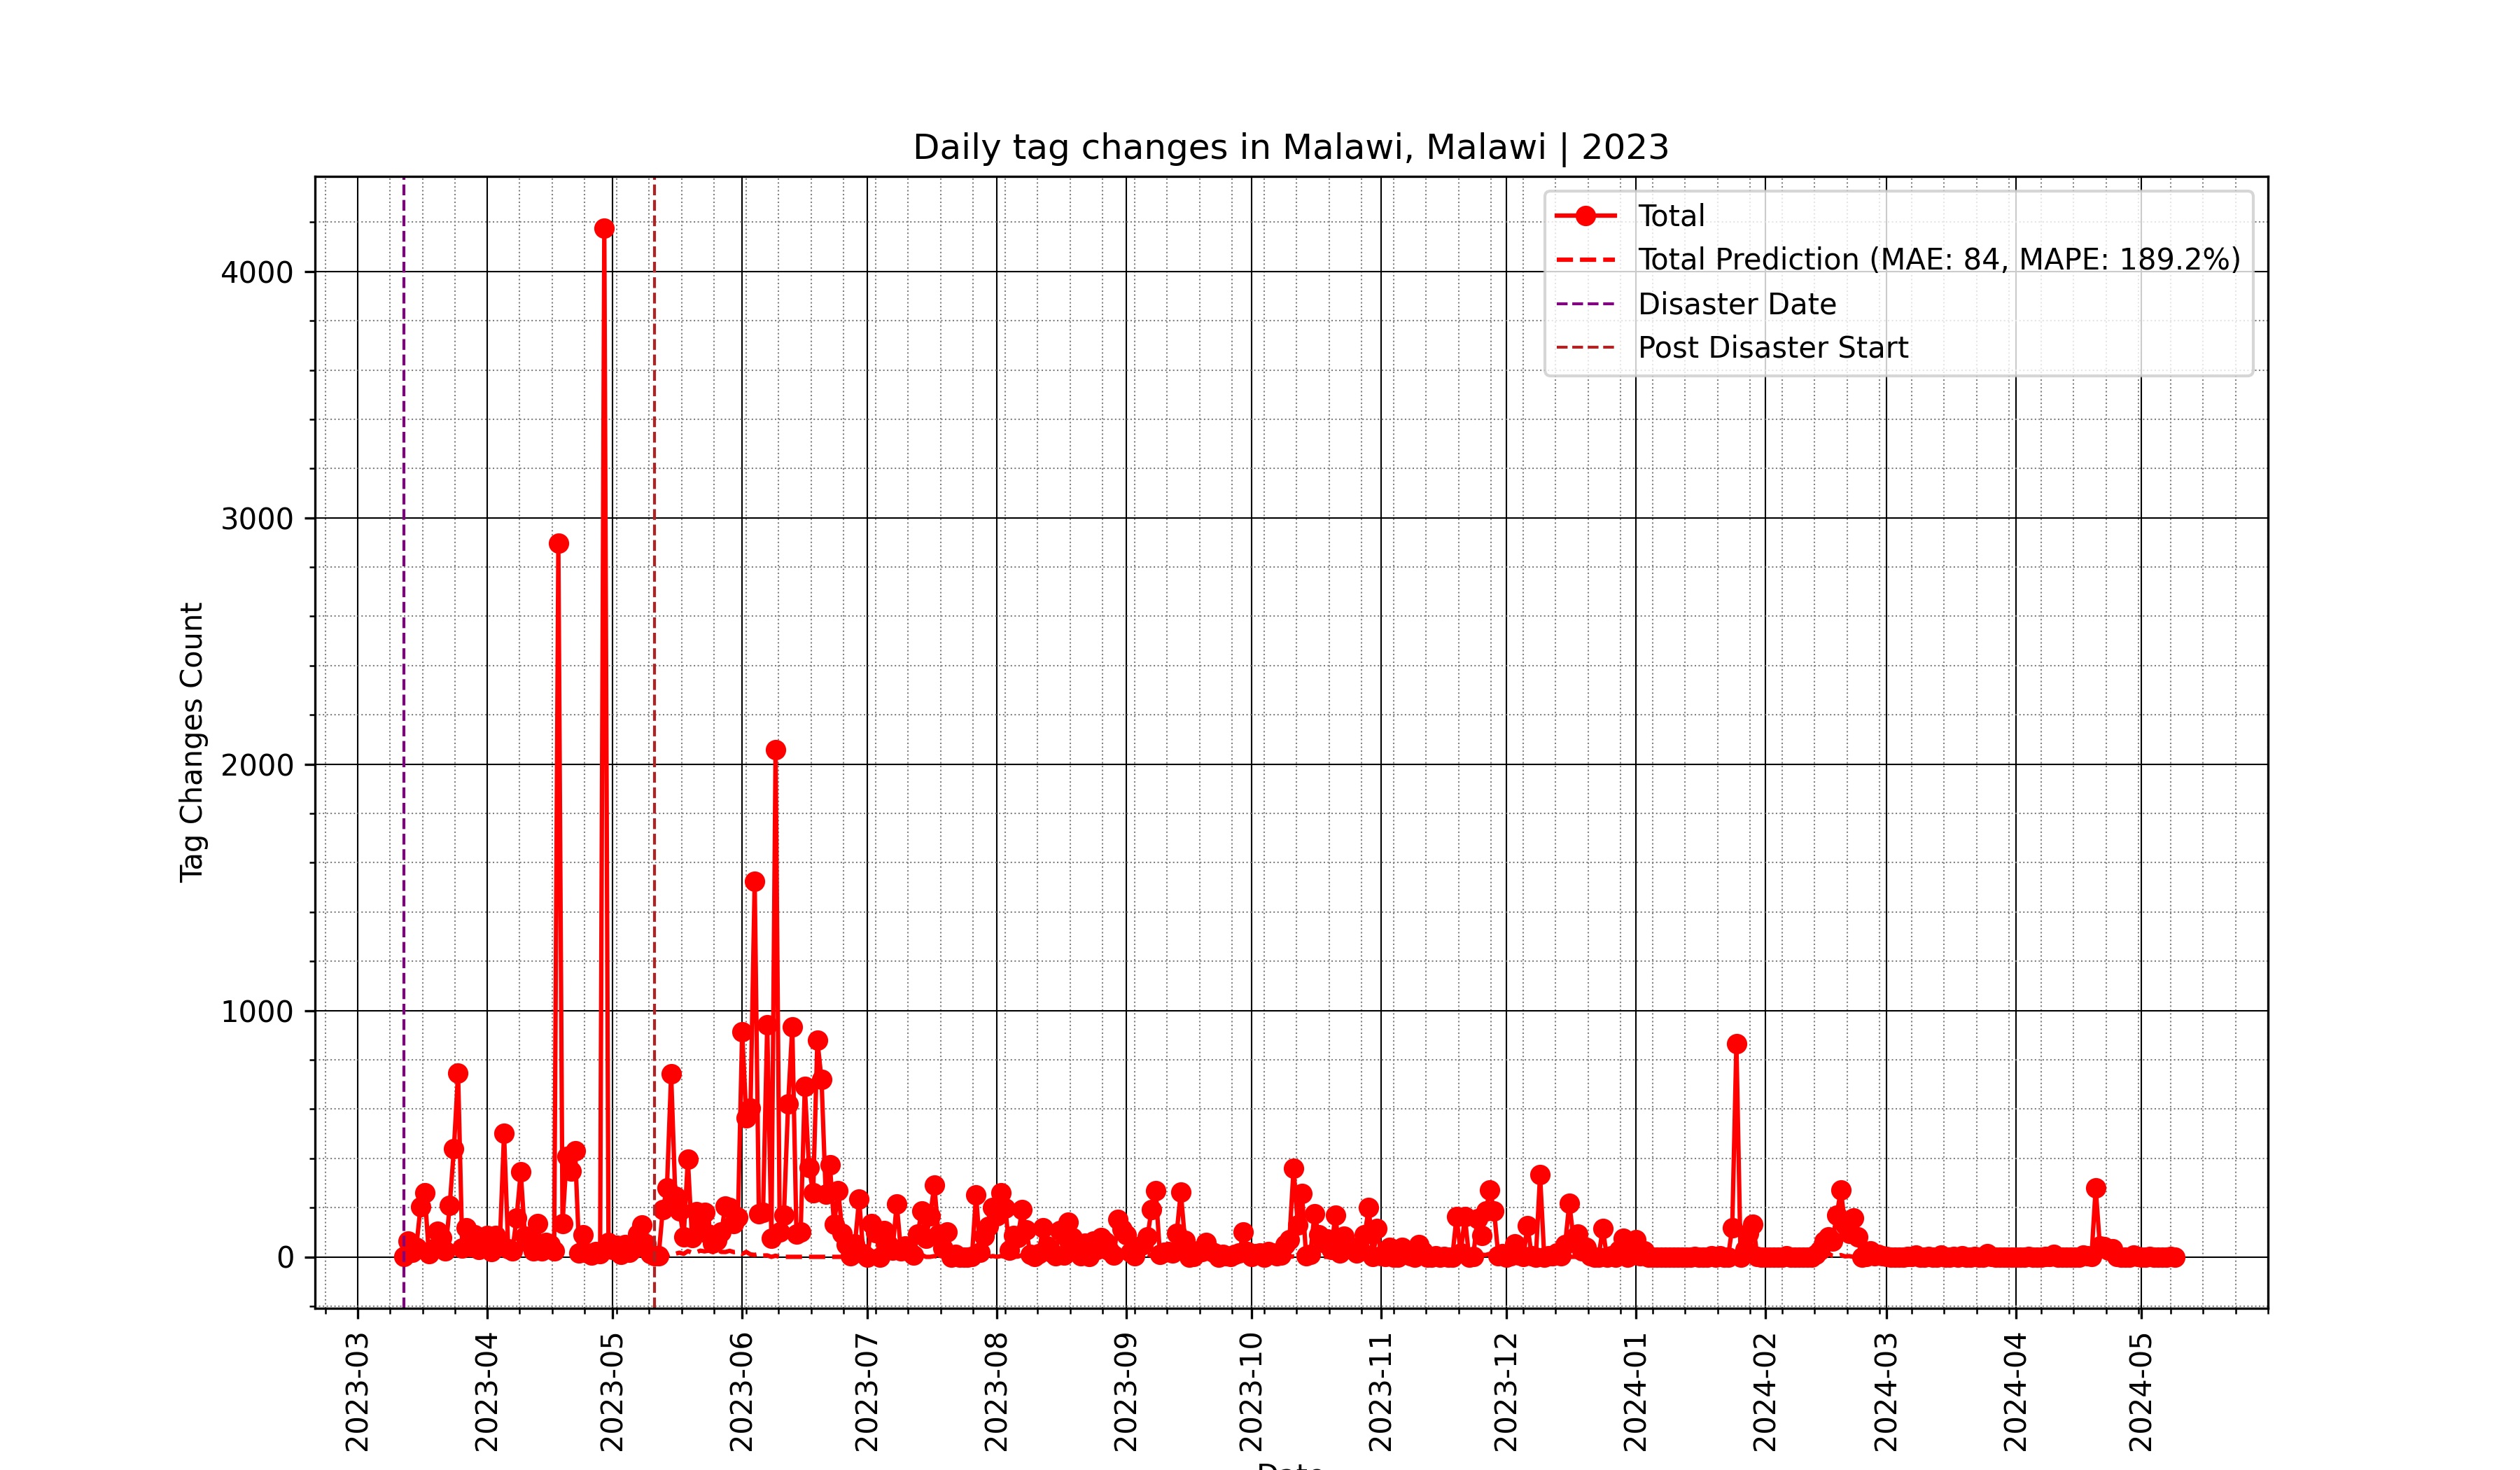 Daily tag changes in Malawi, Malawi | 2023
Total
Total Prediction (MAE: 84, MAPE: 189.2%)
Disaster Date
Post Disaster Start
Tag Changes Count
4000
3000
2000
1000
0
2023-03
2023-04
2023-05
2023-06
2023-07
2023-08
2023-09
2023-10
2023-11
2023-12
2024-01
2024-02
2024-03
2024-04
2024-05
Date